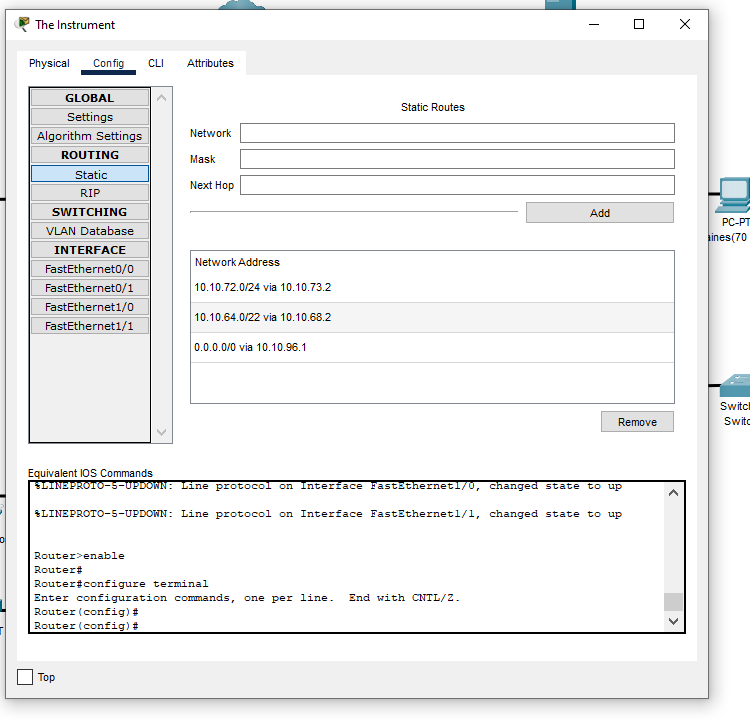 The Instrument
Physical
Config
CLI
Attributes
GLOBAL
Settings
Algorithm Settings
ROUTING
Static
RIP
SWITCHING
VLAN Database
INTERFACE
FastEthernet0/0
FastEthernet0/1
FastEthernet1/0
FastEthernet1/1
Static Routes
Network
Mask
Next Hop
Add
Network Address
10.10.72.0/24 via 10.10.73.2
10.10.64.0/22 via 10.10.68.2
0.0.0.0/0 via 10.10.96.1
Remove
Equivalent IOS Commands
%LINEPROTO-5-UPDOWN: Line protocol on Interface FastEthernet1/0, changed state to up
%LINEPROTO-5-UPDOWN: Line protocol on Interface FastEthernet1/1, changed state to up
Router>enable
Router#
Router#configure terminal
Enter configuration commands, one per line.  End with CNTL/Z.
Router(config)#
Router(config)#
Top
PC-PT
aines(70
Switch
Switc